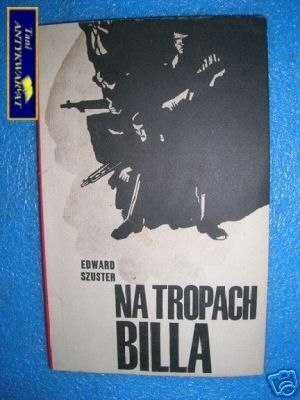 Tani
ANTYKWARIAT
EDWARD
SZUSTER
NA TROPACH
BILLA